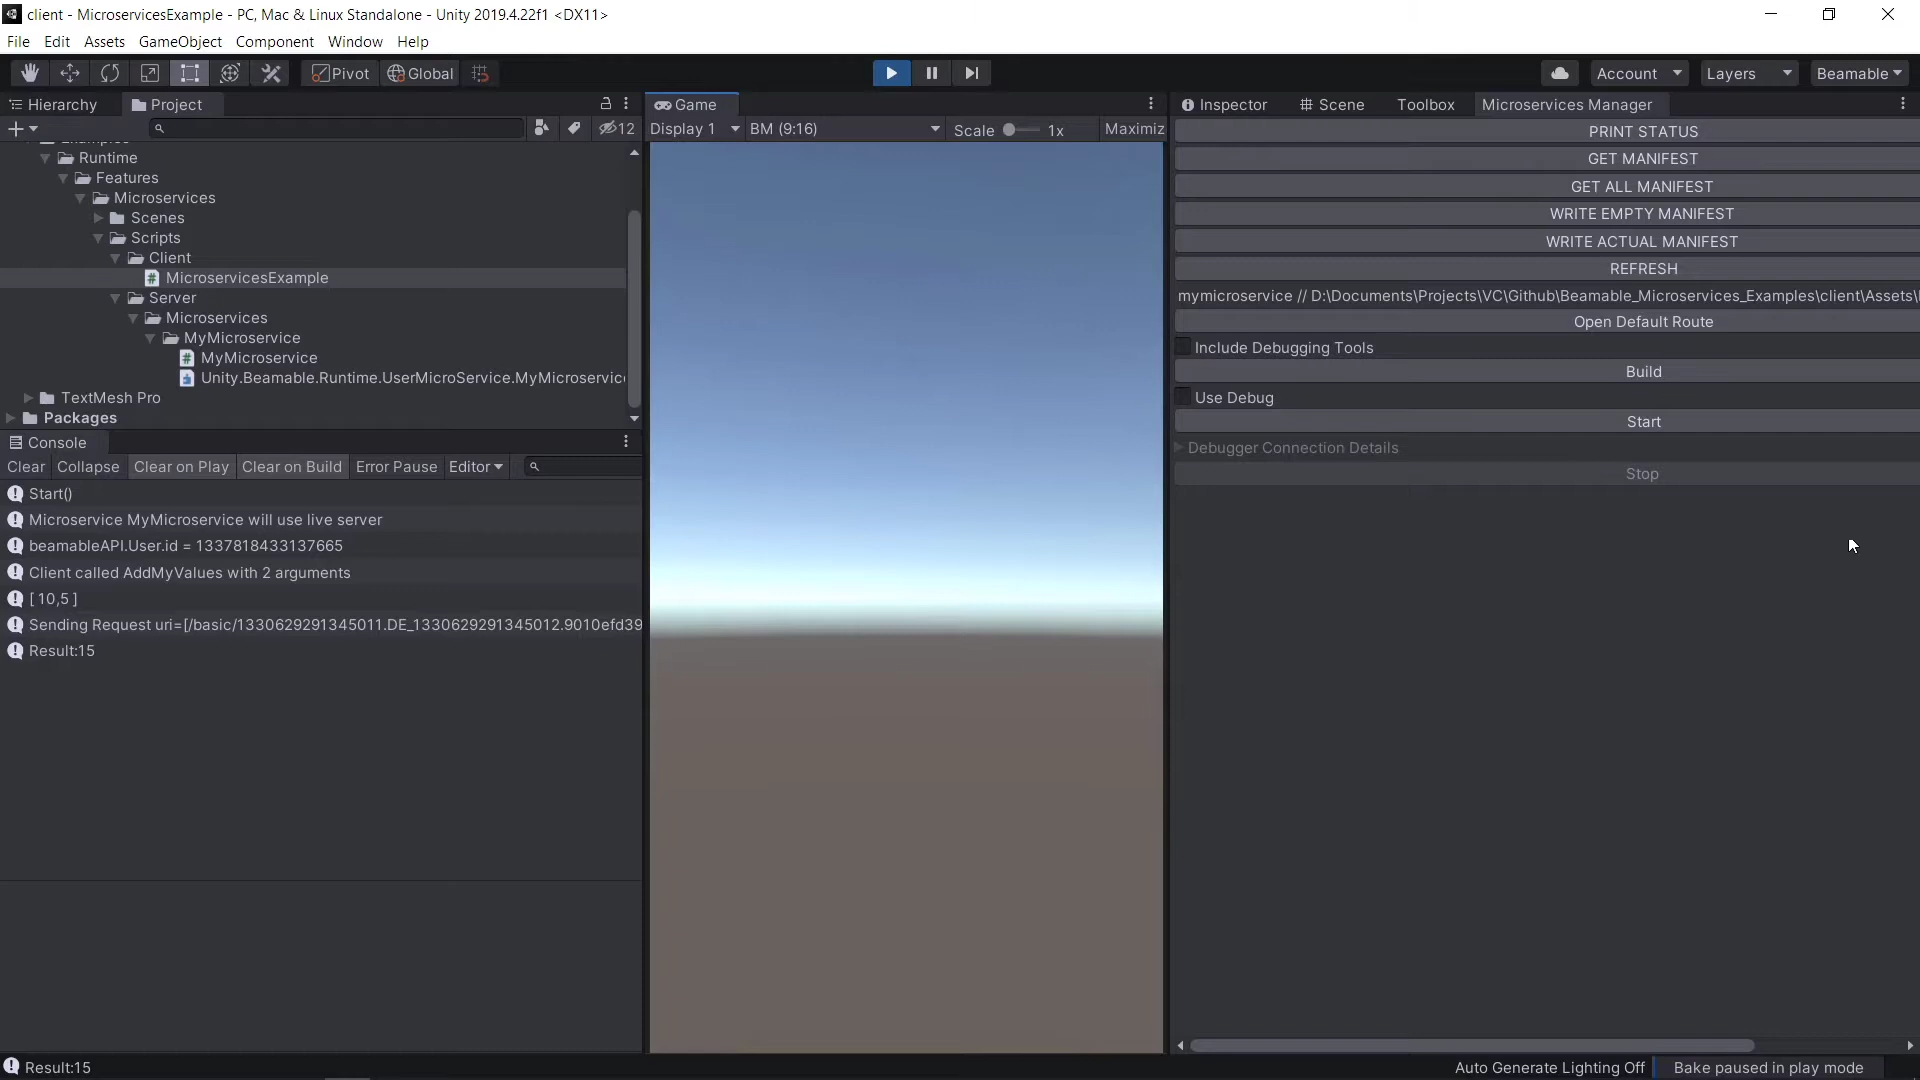 client - MicroservicesExample - PC, Mac & Linux Standalone - Unity 2019.4.22f1 <DX11>
File Edit Assets GameObject Component Window Help
Pivot Global Account Layers Beamable
Hierarchy Project
12
Runtime
Features
Microservices
Scenes
Scripts
Client
MicroservicesExample
Server
Microservices
MyMicroservice
MyMicroservice
Unity.Beamable.Runtime.UserMicroService.MyMicroservic
TextMesh Pro
Packages
Console
Clear Collapse Clear on Play Clear on Build Error Pause Editor
Start()
Microservice MyMicroservice will use live server
beamableAPI.User.id = 1337818433137665
Client called AddMyValues with 2 arguments
[ 10,5 ]
Sending Request uri=[/basic/1330629291345011.DE_1330629291345012.9010efd39
Result:15
Game
Display 1 BM (9:16) Scale 1x Maximiz
Inspector Scene Toolbox Microservices Manager
PRINT STATUS
GET MANIFEST
GET ALL MANIFEST
WRITE EMPTY MANIFEST
WRITE ACTUAL MANIFEST
REFRESH
mymicroservice // D:\Documents\Projects\VC\Github\Beamable_Microservices_Examples\client\Assets\
Open Default Route
Include Debugging Tools
Build
Use Debug
Start
Debugger Connection Details
Stop
Result:15 Auto Generate Lighting Off Bake paused in play mode